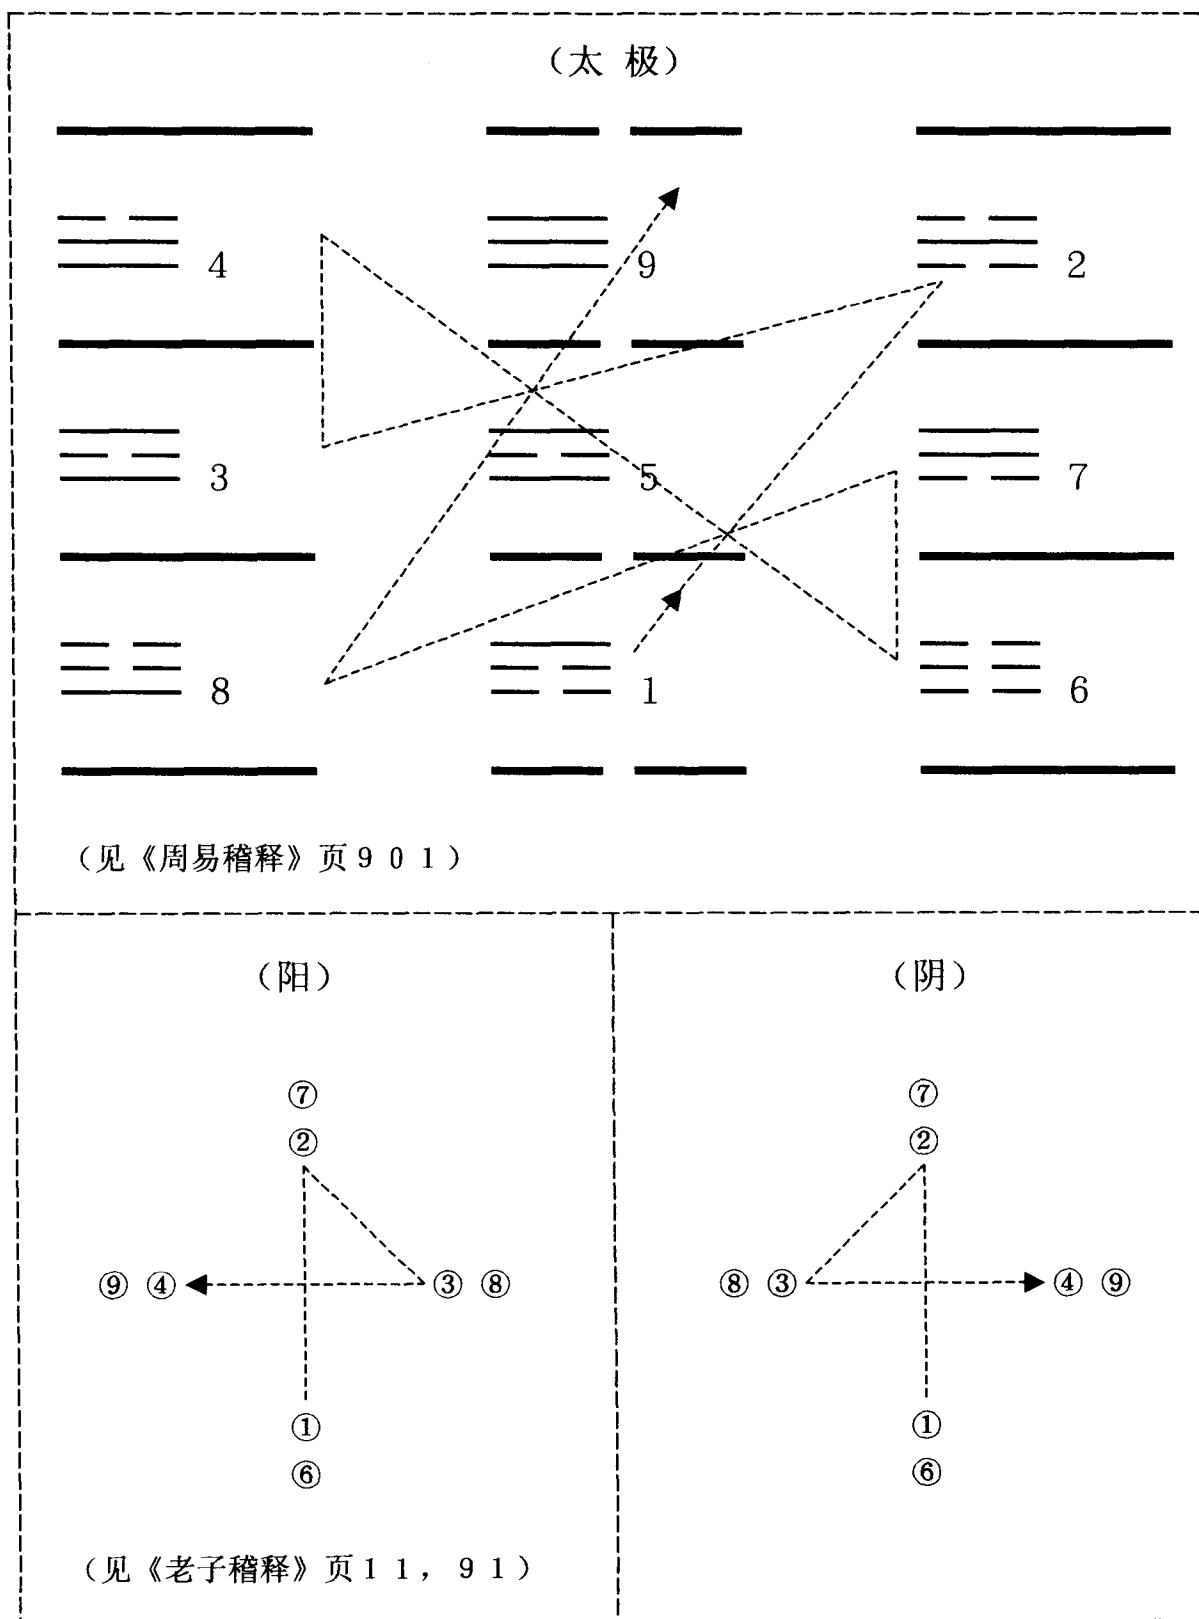 （太 极）
4 9 2
3 5 7
8 1 6
（见《周易稽释》页９０１）
（阳）
⑦
②
⑨ ④ ③ ⑧
①
⑥
（见《老子稽释》页１１，９１）
（阴）
⑦
②
⑧ ③ ④ ⑨
①
⑥